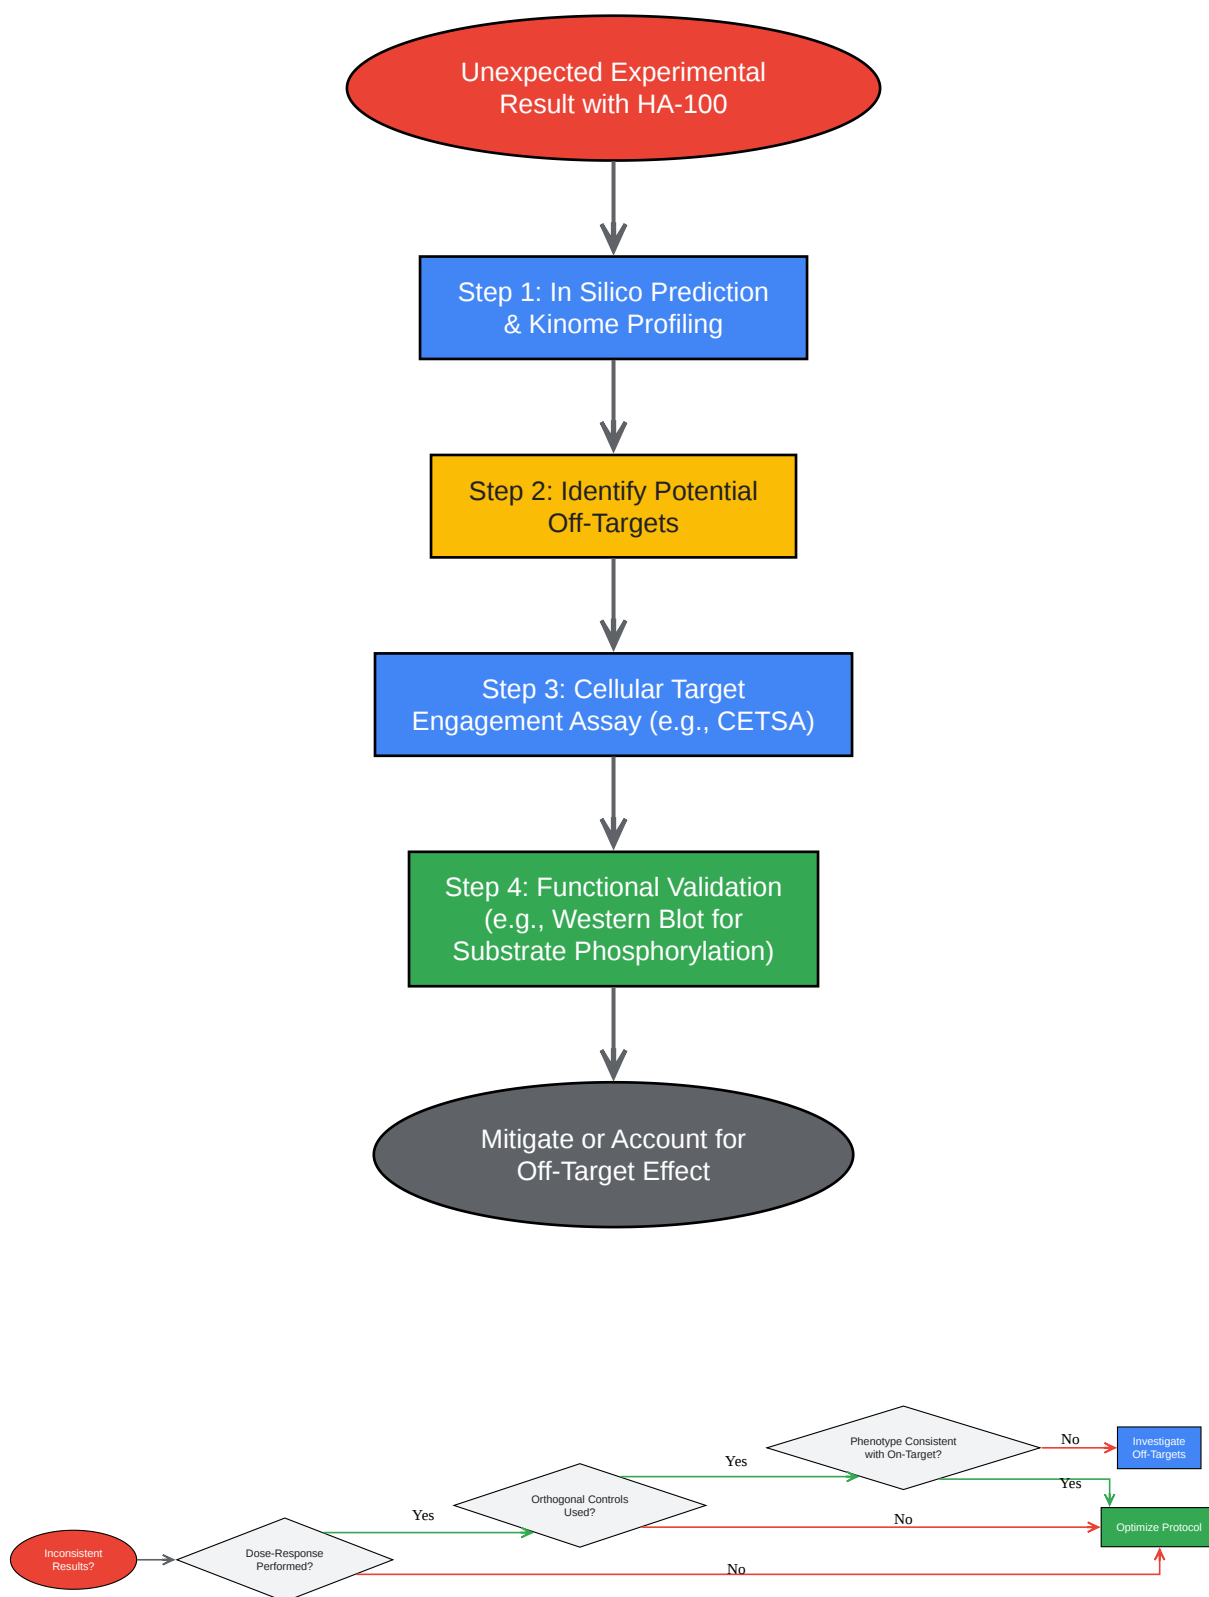 Unexpected Experimental
Result with HA-100
Step 1: In Silico Prediction
& Kinome Profiling
Step 2: Identify Potential
Off-Targets
Step 3: Cellular Target
Engagement Assay (e.g., CETSA)
Step 4: Functional Validation
(e.g., Western Blot for
Substrate Phosphorylation)
Mitigate or Account for
Off-Target Effect
Inconsistent
Results?
Dose-Response
Performed?
Yes
No
Orthogonal Controls
Used?
Yes
No
Phenotype Consistent
with On-Target?
No
Yes
Investigate
Off-Targets
Optimize Protocol